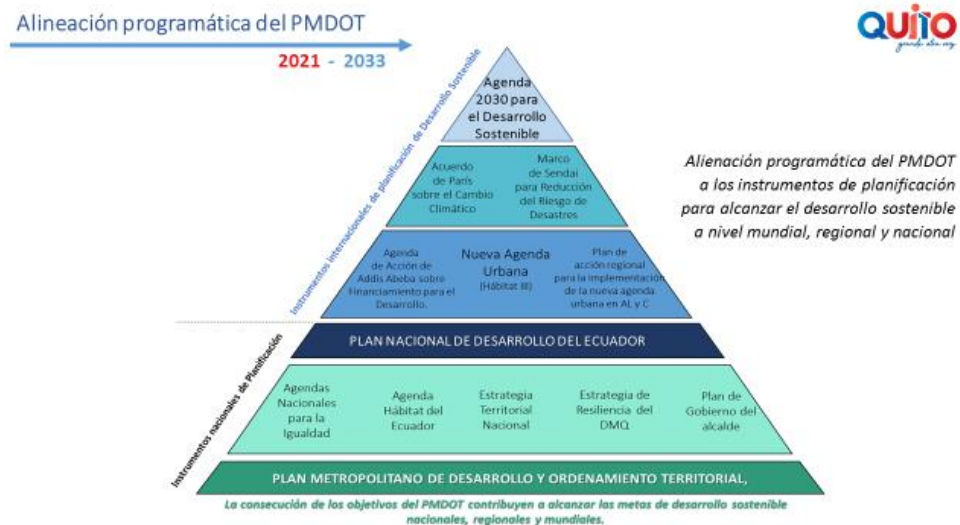 Alineación programática del PMDOT
2021 - 2033
QUITO
grande otra vez
Instrumentos internacionales de planificación de Desarrollo Sostenible
Agenda
2030 para
el Desarrollo
Sostenible
Acuerdo
de París
sobre el Cambio
Climático
Marco
de Sendai
para Reducción
del Riesgo de
Desastres
Alienación programática del PMDOT
a los instrumentos de planificación
para alcanzar el desarrollo sostenible
a nivel mundial, regional y nacional
Agenda
de Acción de
Addis Abeba sobre
Financiamiento para el
Desarrollo.
Nueva Agenda
Urbana
(Hábitat III)
Plan de
acción regional
para la implementación
de la nueva agenda
urbana en AL y C
Instrumentos nacionales de Planificación
PLAN NACIONAL DE DESARROLLO DEL ECUADOR
Agendas
Nacionales
para la
Igualdad
Agenda
Hábitat del
Ecuador
Estrategia
Territorial
Nacional
Estrategia de
Resiliencia del
DMQ
Plan de
Gobierno del
alcalde
PLAN METROPOLITANO DE DESARROLLO Y ORDENAMIENTO TERRITORIAL,
La consecución de los objetivos del PMDOT contribuyen a alcanzar las metas de desarrollo sostenible
nacionales, regionales y mundiales.